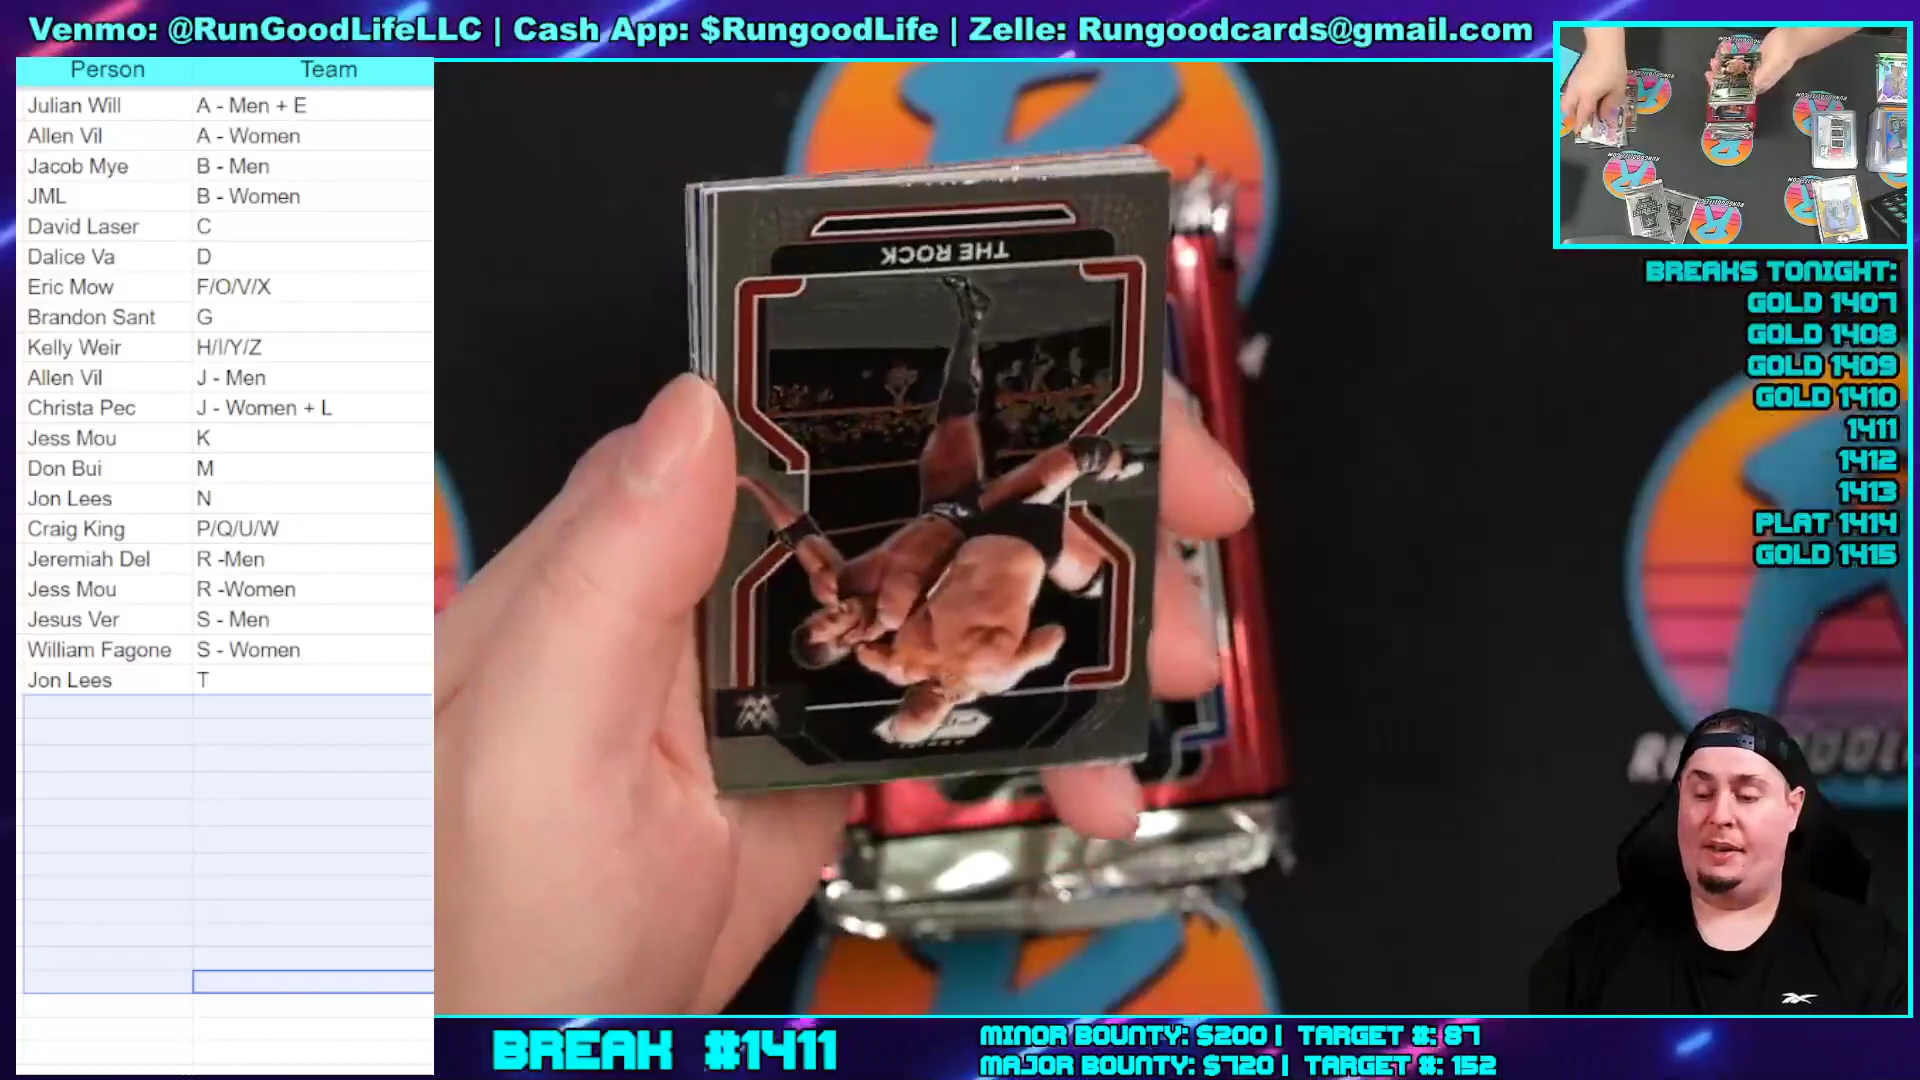 Venmo: @RunGoodLifeLLC | Cash App: $RungoodLife | Zelle: Rungoodcards@gmail.com
Person Team
Julian Will A - Men + E
Allen Vil A - Women
Jacob Mye B - Men
JML B - Women
David Laser C
Dalice Va D
Eric Mow F/O/V/X
Brandon Sant G
Kelly Weir H/I/Y/Z
Allen Vil J - Men
Christa Pec J - Women + L
Jess Mou K
Don Bui M
Jon Lees N
Craig King P/Q/U/W
Jeremiah Del R -Men
Jess Mou R -Women
Jesus Ver S - Men
William Fagone S - Women
Jon Lees T
THE ROCK
BREAKS TONIGHT:
GOLD 1407
GOLD 1408
GOLD 1409
GOLD 1410
1411
1412
1413
PLAT 1414
GOLD 1415
BREAK #1411
MINOR BOUNTY: $200 | TARGET #: 87
MAJOR BOUNTY: $720 | TARGET #: 152